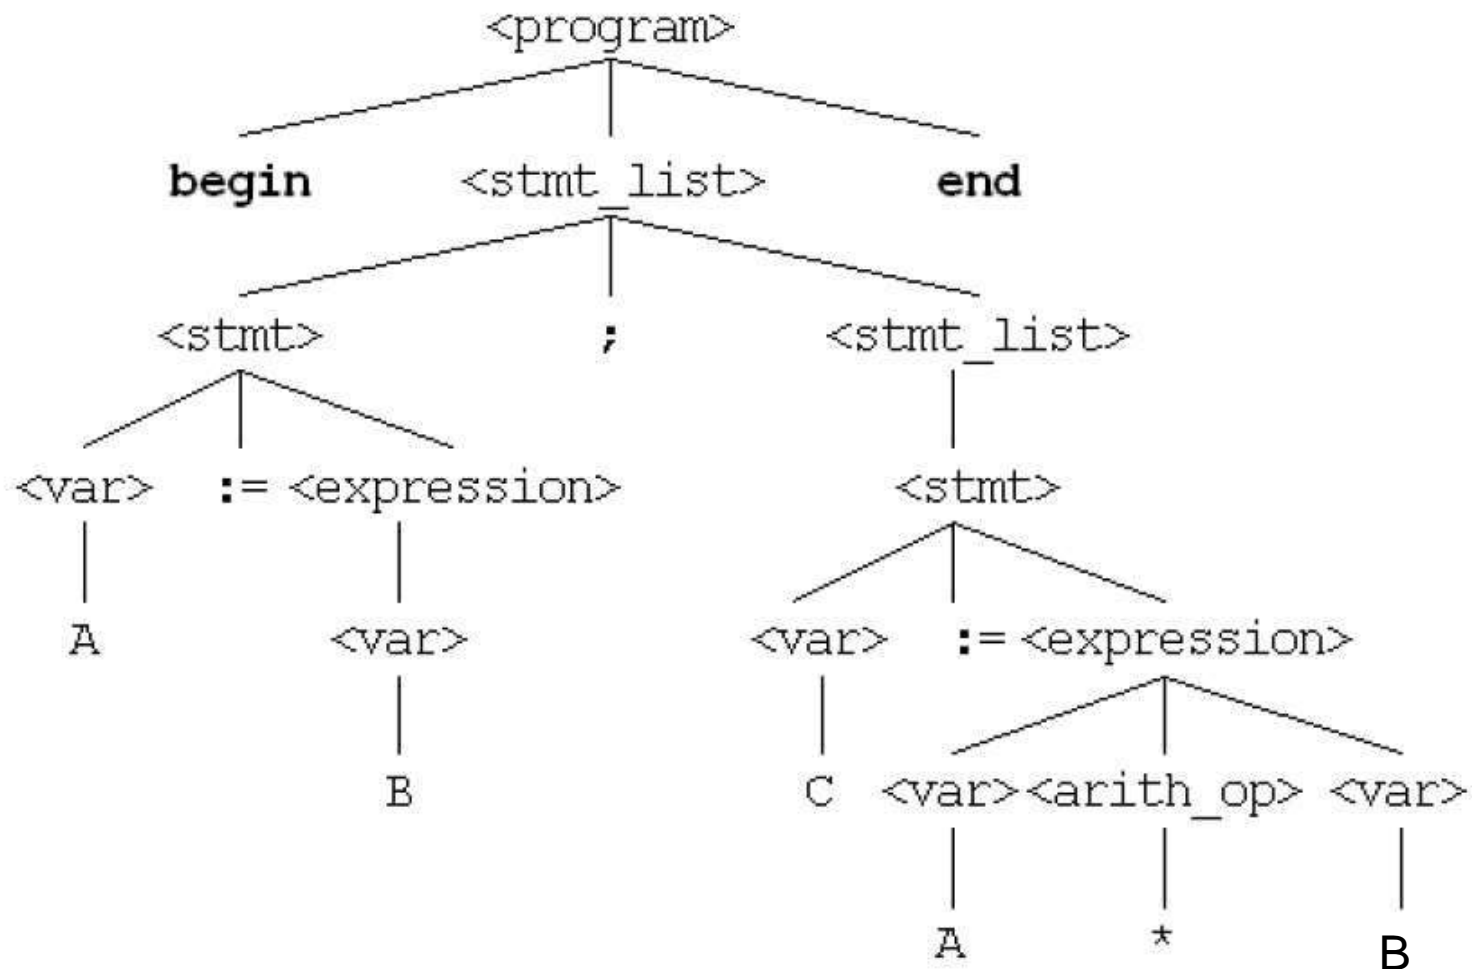 <program>
begin <stmt_list> end
<stmt> ; <stmt_list>
<var> := <expression> <stmt>
A <var> <var> := <expression>
B C <var> <arith_op> <var>
A * B